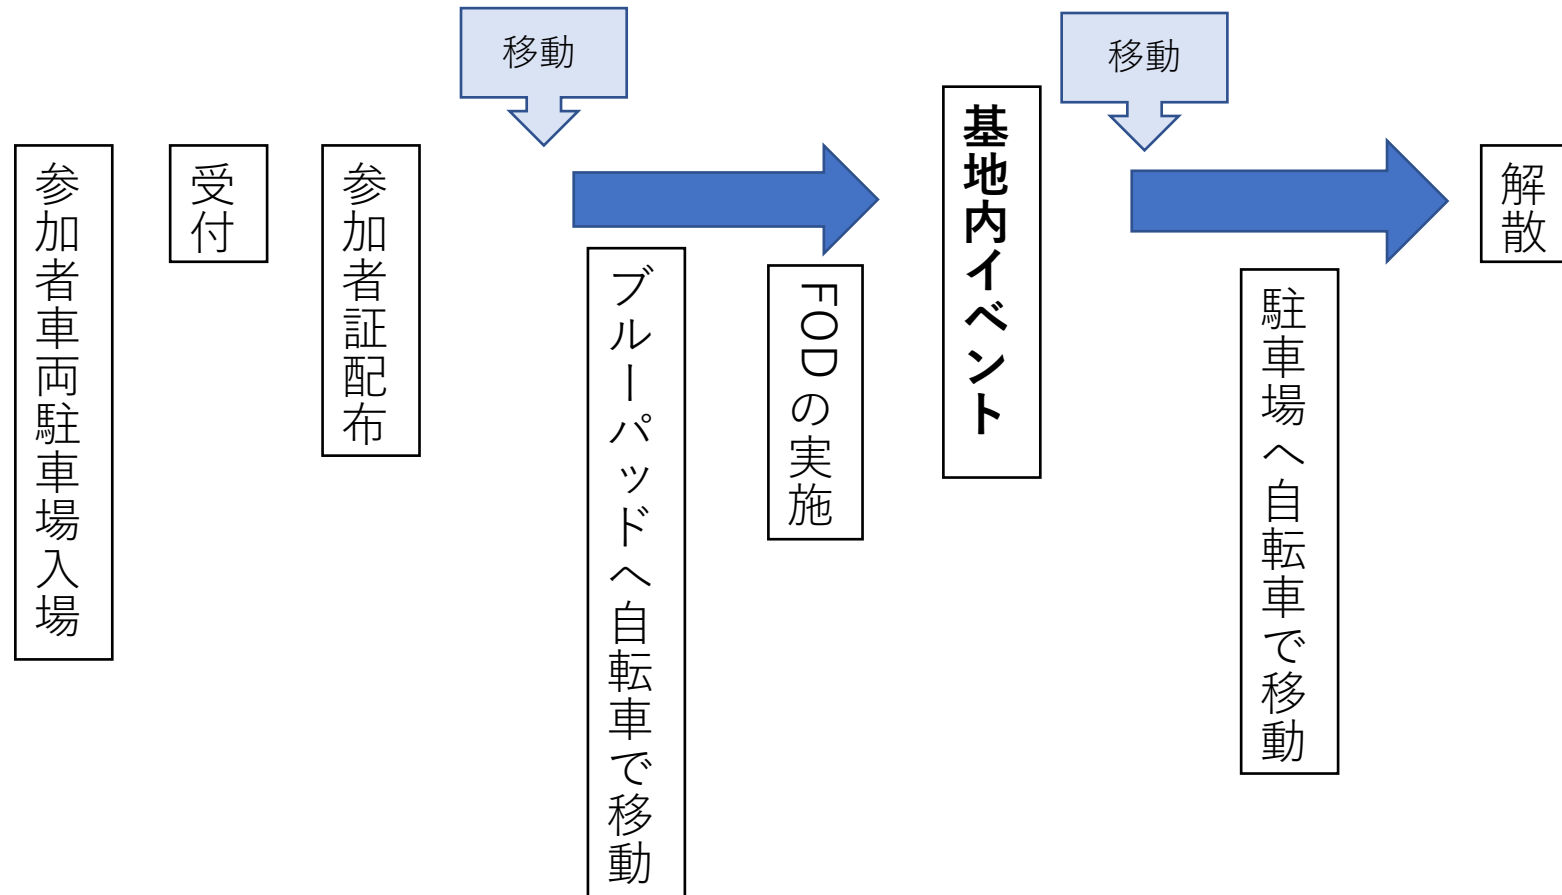 参加者車両駐車場入場
受付
参加者証配布
移動
ブルーパッドへ自転車で移動
FODの実施
基地内イベント
移動
駐車場へ自転車で移動
解散